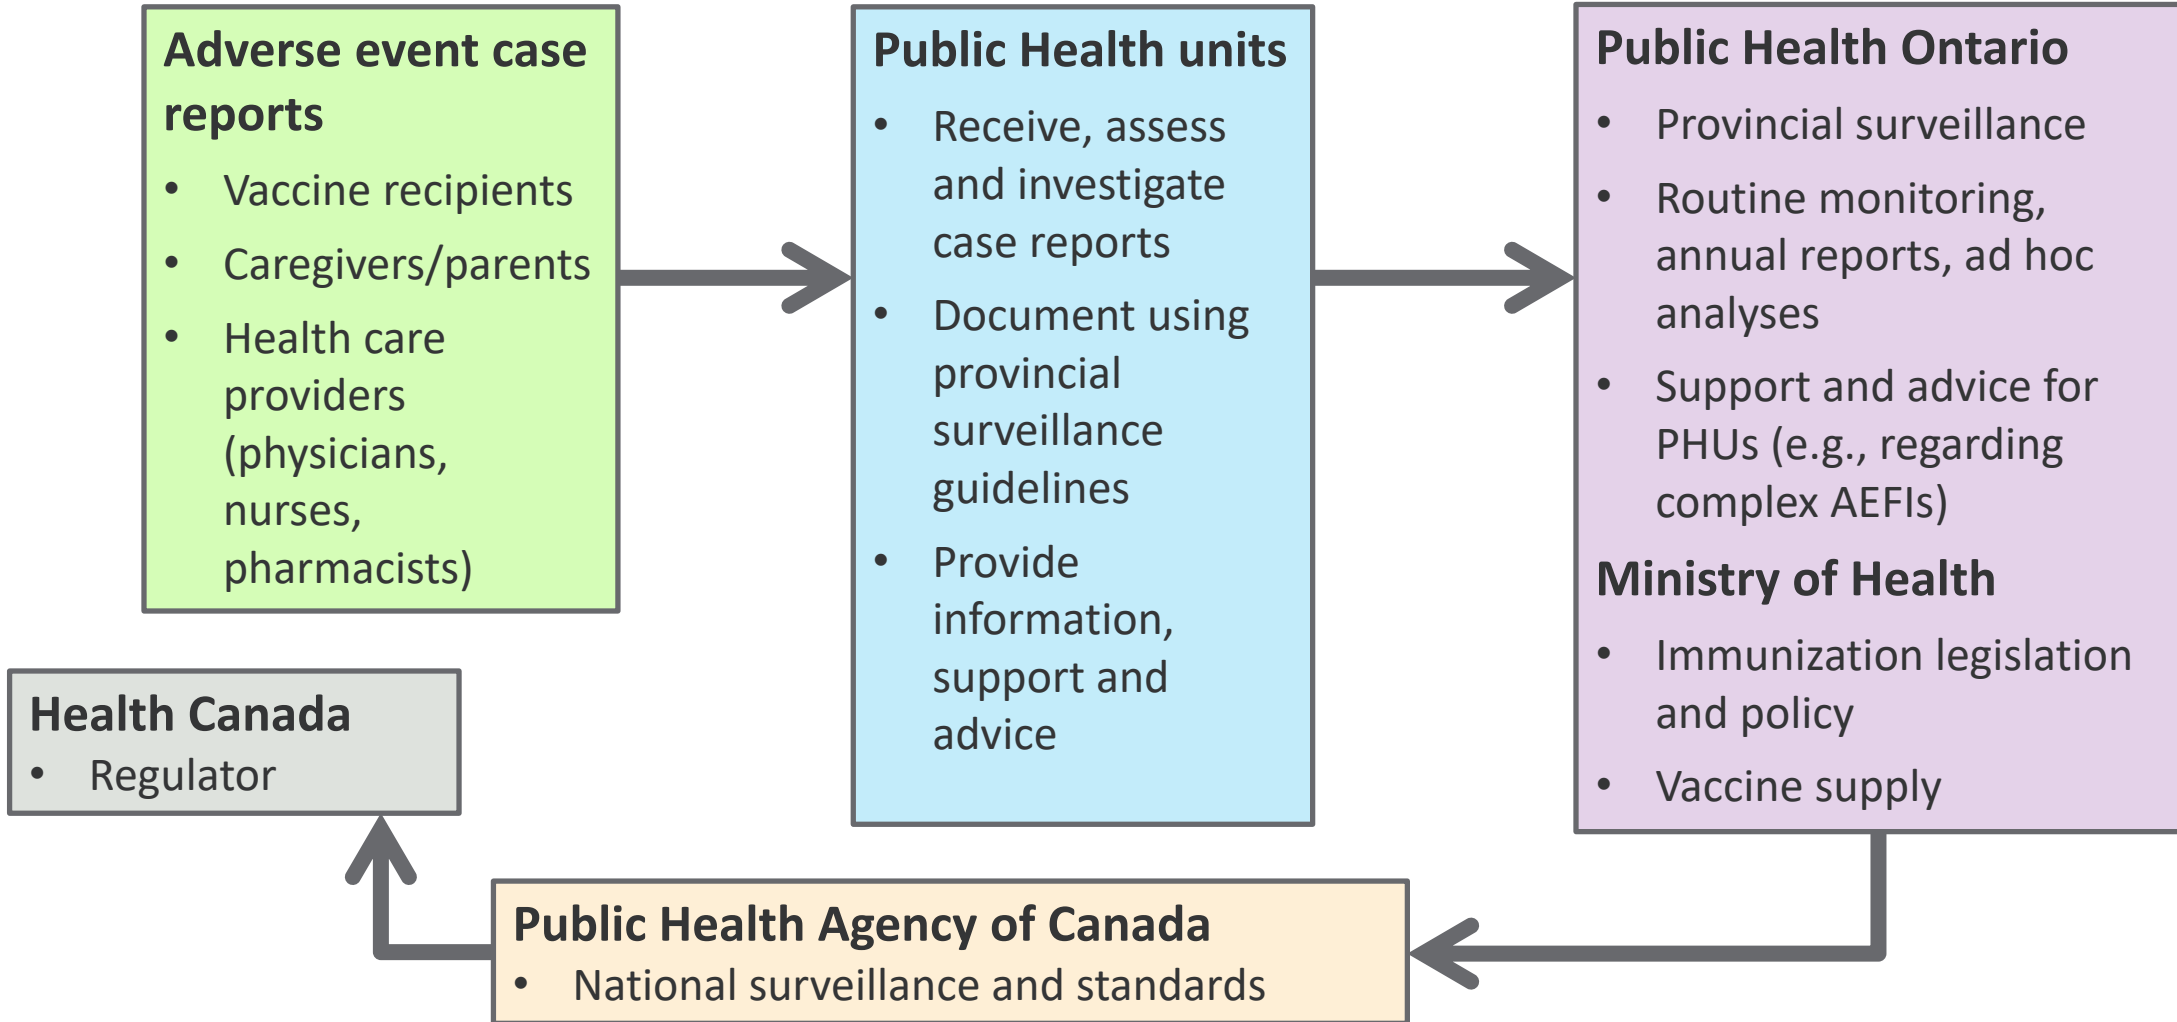 Adverse event case
reports
• Vaccine recipients
• Caregivers/parents
• Health care
providers
(physicians,
nurses,
pharmacists)
Public Health units
• Receive, assess
and investigate
case reports
• Document using
provincial
surveillance
guidelines
• Provide
information,
support and
advice
Public Health Ontario
• Provincial surveillance
• Routine monitoring,
annual reports, ad hoc
analyses
• Support and advice for
PHUs (e.g., regarding
complex AEFIs)
Ministry of Health
• Immunization legislation
and policy
• Vaccine supply
Public Health Agency of Canada
• National surveillance and standards
Health Canada
• Regulator